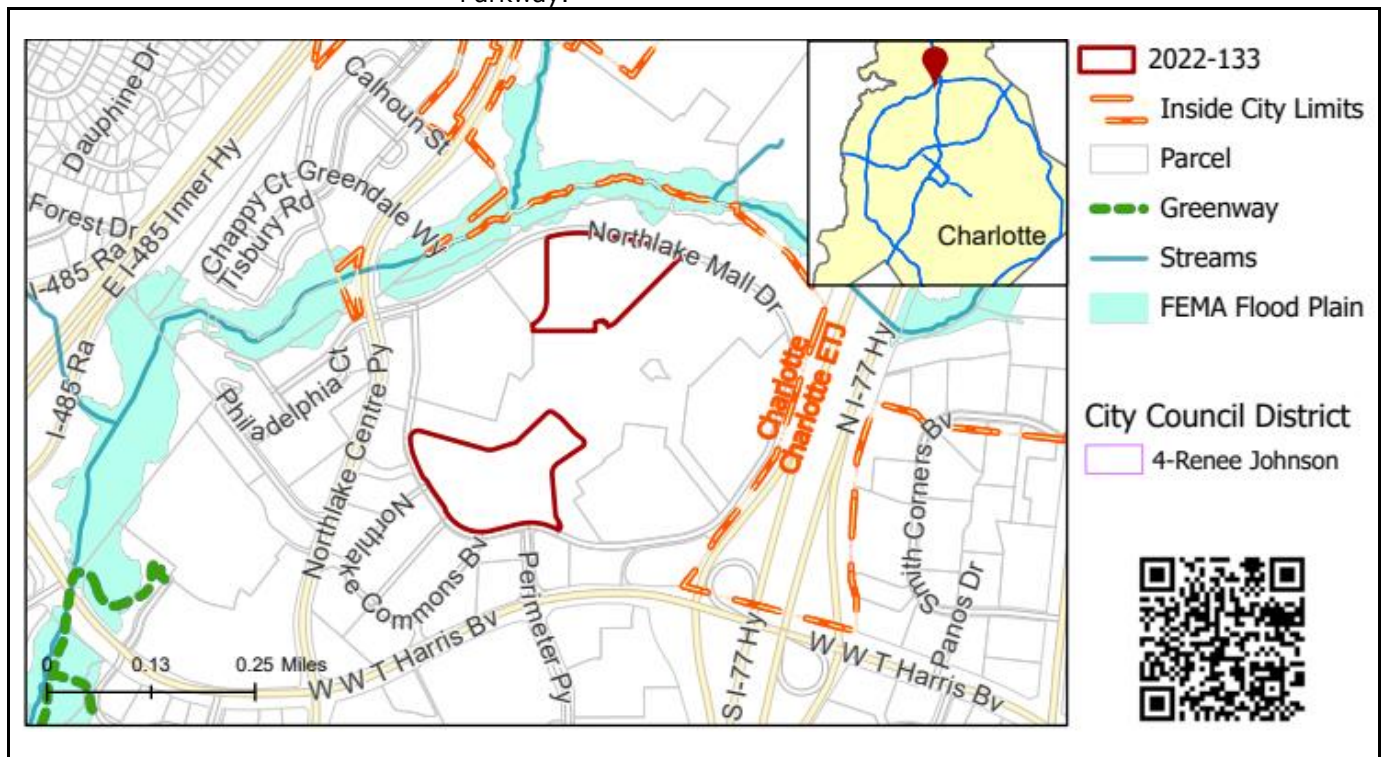 Parkway.
Dauphine Dr
Calhoun St
Forest Dr
I-485 Ra
E I-485 Inner Hy
Chappy Ct
Tisbury Rd
Greendale Wy
I-485 Ra
Philadelphia Ct
Northlake Centre Py
Northlake Mall Dr
Charlotte
Charlotte ETJ
N I-77 Hy
Northlake Commons Bv
Perimeter Py
W W T Harris Bv
S I-77 Hy
W W T Harris Bv
Smith Corners Bv
Panos Dr
0 0.13 0.25 Miles
Charlotte
2022-133
Inside City Limits
Parcel
Greenway
Streams
FEMA Flood Plain
City Council District
4-Renee Johnson